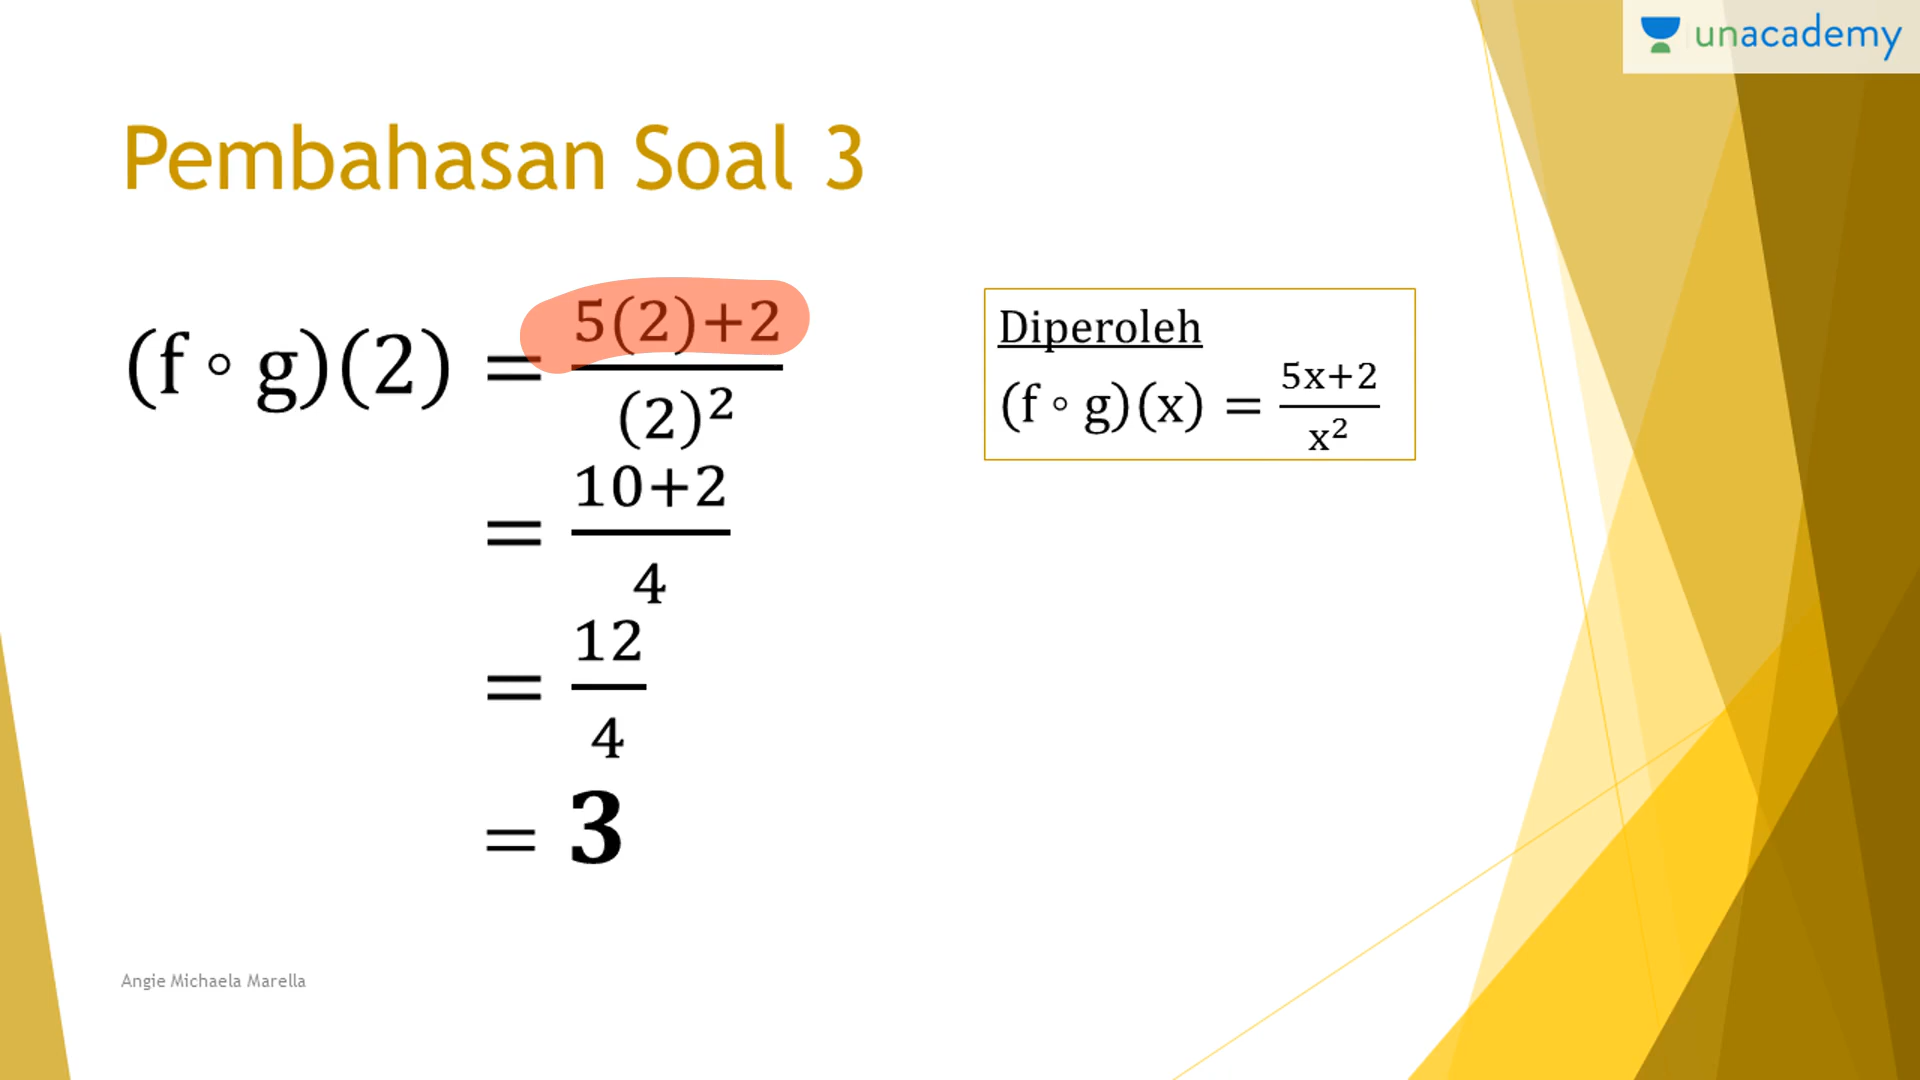 unacademy
Pembahasan Soal 3
(f ∘ g)(2) = 5(2)+2 / (2)²
= 10+2 / 4
= 12 / 4
= 3
Diperoleh
(f ∘ g)(x) = 5x+2 / x²
Angie Michaela Marella